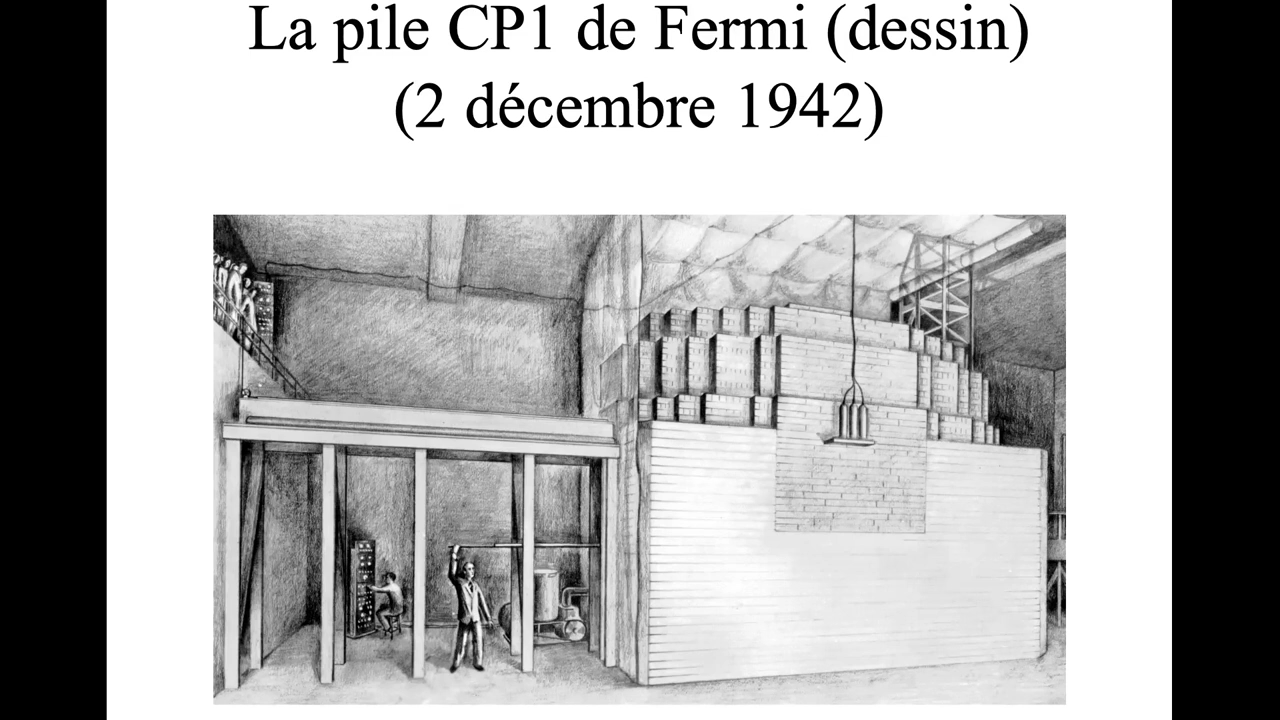 La pile CP1 de Fermi (dessin)
(2 décembre 1942)